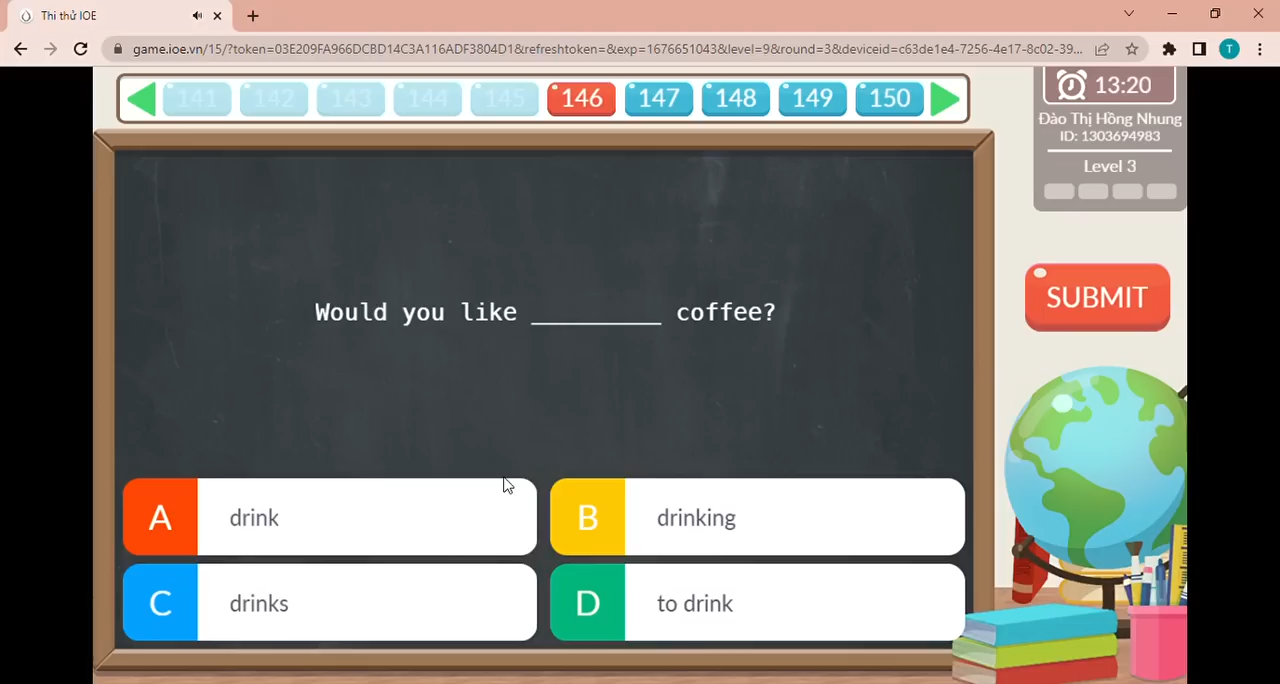 Thi thử IOE
game.ioe.vn/15/?token=03E209FA966DCBD14C3A116ADF3804D1&refreshtoken=&exp=1676651043&level=9&round=3&deviceid=c63de1e4-7256-4e17-8c02-39...
T
141 142 143 144 145 146 147 148 149 150
13:20
Đào Thị Hồng Nhung
ID: 1303694983
Level 3
Would you like _________ coffee?
SUBMIT
A drink
B drinking
C drinks
D to drink